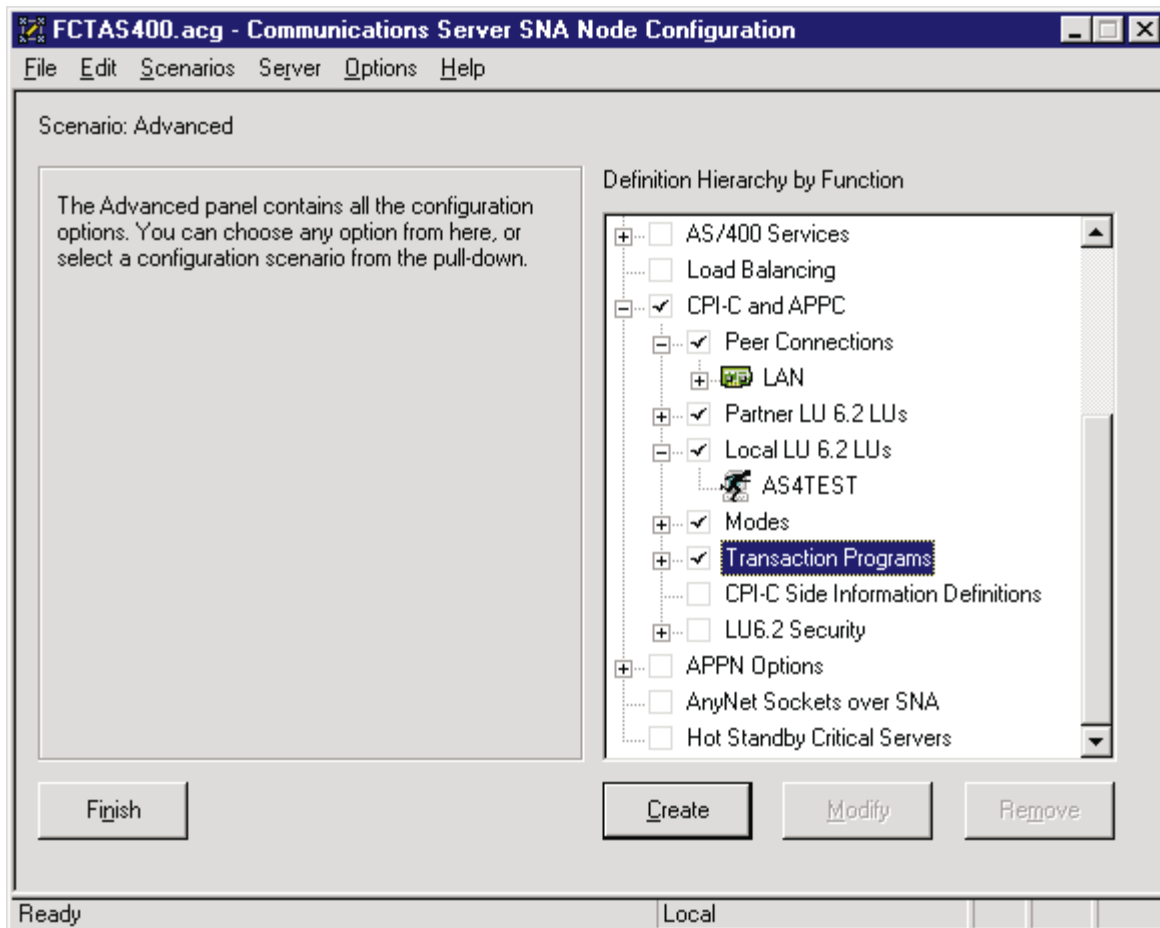 FCTAS400.acg - Communications Server SNA Node Configuration
File Edit Scenarios Server Options Help
Scenario: Advanced
The Advanced panel contains all the configuration
options. You can choose any option from here, or
select a configuration scenario from the pull-down.
Definition Hierarchy by Function
AS/400 Services
Load Balancing
CPI-C and APPC
Peer Connections
LAN
Partner LU 6.2 LUs
Local LU 6.2 LUs
AS4TEST
Modes
Transaction Programs
CPI-C Side Information Definitions
LU6.2 Security
APPN Options
AnyNet Sockets over SNA
Hot Standby Critical Servers
Finish
Create Modify Remove
Ready Local